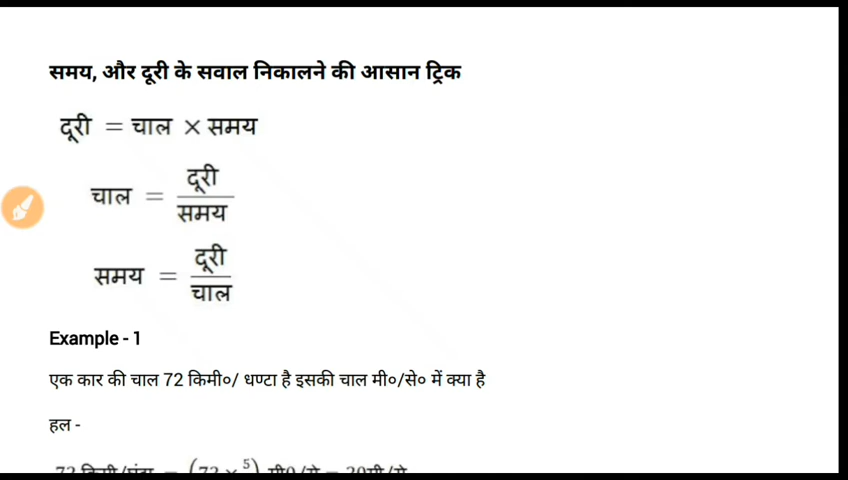 समय, और दूरी के सवाल निकालने की आसान ट्रिक
दूरी = चाल × समय
चाल = दूरी / समय
समय = दूरी / चाल
Example - 1
एक कार की चाल 72 किमी०/ धण्टा है इसकी चाल मी०/से० में क्या है
हल -